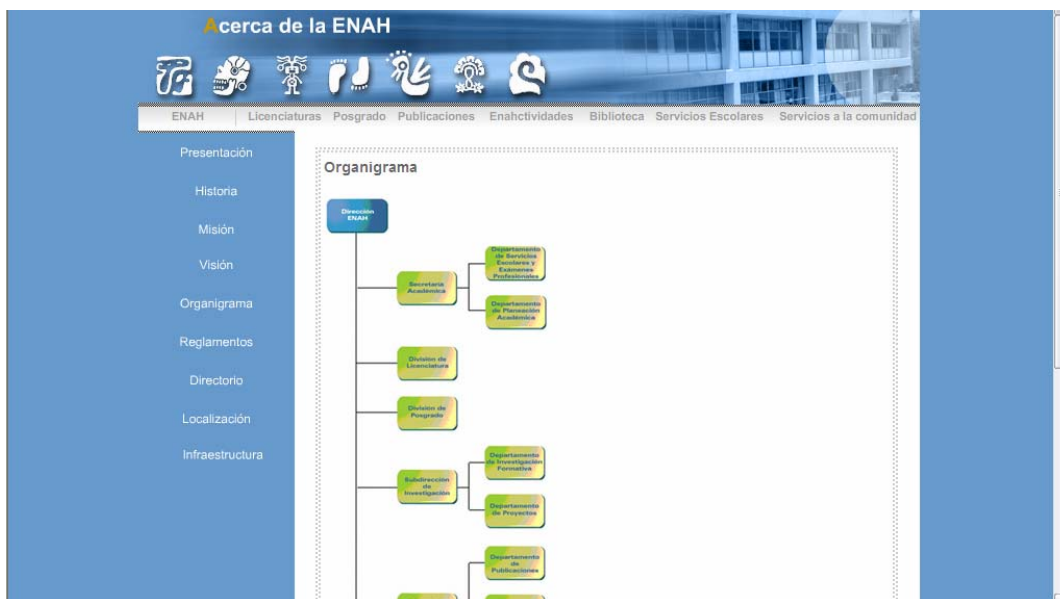 Acerca de la ENAH
ENAH Licenciaturas Posgrado Publicaciones Enahctividades Biblioteca Servicios Escolares Servicios a la comunidad
Presentación
Historia
Misión
Visión
Organigrama
Reglamentos
Directorio
Localización
Infraestructura
Organigrama
Dirección
ENAH
Departamento
de Servicios
Escolares y
Exámenes
Profesionales
Secretaría
Académica
Departamento
de Planeación
Académica
División de
Licenciatura
División de
Posgrado
Departamento
de Investigación
Formativa
Subdirección
de
Investigación
Departamento
de Proyectos
Departamento
de
Publicaciones